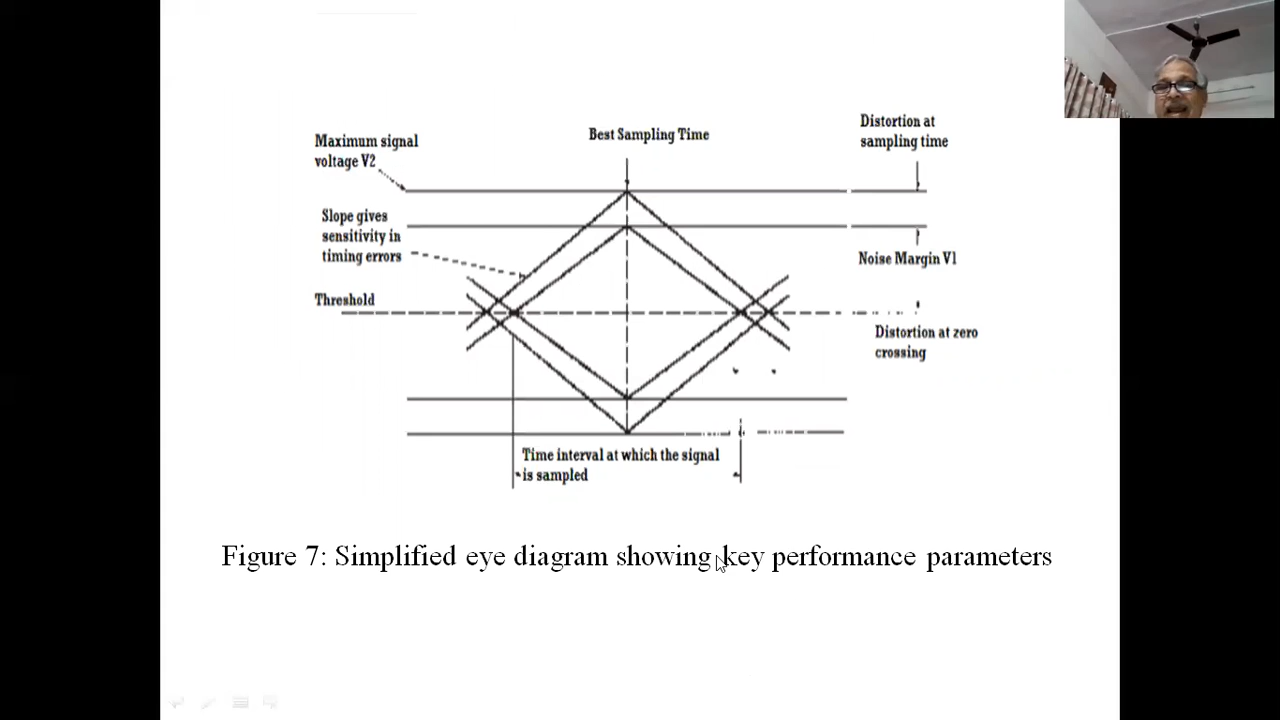 Maximum signal
voltage V2
Best Sampling Time
Distortion at
sampling time
Slope gives
sensitivity in
timing errors
Noise Margin V1
Threshold
Distortion at zero
crossing
Time interval at which the signal
is sampled
Figure 7: Simplified eye diagram showing key performance parameters